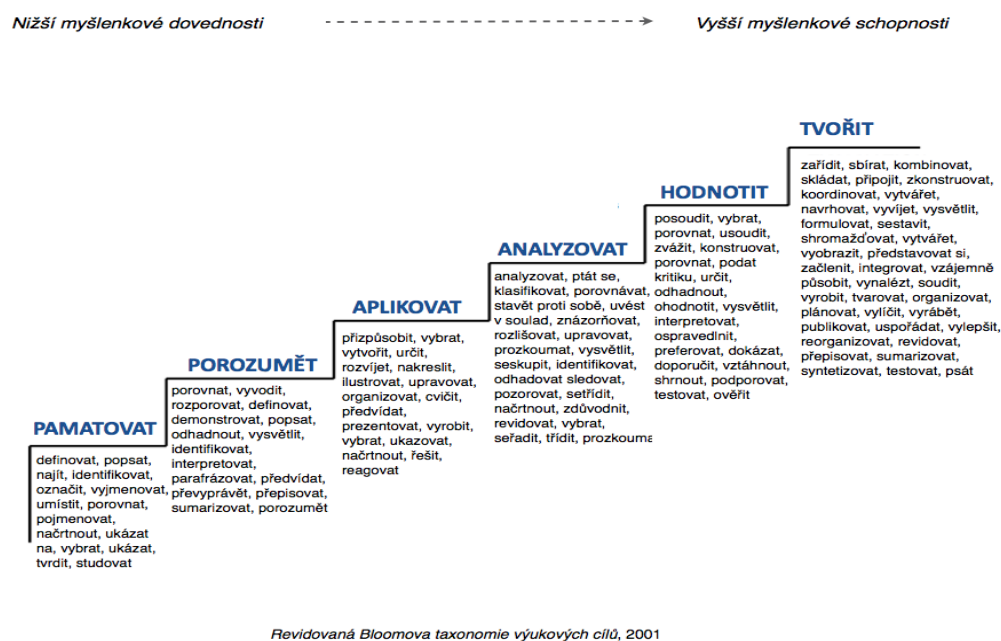 Nižší myšlenkové dovednosti
Vyšší myšlenkové schopnosti
PAMATOVAT
definovat, popsat,
najít, identifikovat,
označit, vyjmenovat,
umístit, porovnat,
pojmenovat,
načrtnout, ukázat
na, vybrat, ukázat,
tvrdit, studovat
POROZUMĚT
porovnat, vyvodit,
rozporovat, definovat,
demonstrovat, popsat,
odhadnout, vysvětlit,
identifikovat,
interpretovat,
parafrázovat, předvídat,
převyprávět, přepisovat,
sumarizovat, porozumět
APLIKOVAT
přizpůsobit, vybrat,
vytvořit, určit,
rozvíjet, nakreslit,
ilustrovat, upravovat,
organizovat, cvičit,
předvídat,
prezentovat, vyrobit,
vybrat, ukazovat,
načrtnout, řešit,
reagovat
ANALYZOVAT
analyzovat, ptát se,
klasifikovat, porovnávat,
stavět proti sobě, uvést
v soulad, znázorňovat,
rozlišovat, upravovat,
prozkoumat, vysvětlit,
seskupit, identifikovat,
odhadovat sledovat,
pozorovat, setřídit,
načrtnout, zdůvodnit,
revidovat, vybrat,
seřadit, třídit, prozkouma
HODNOTIT
posoudit, vybrat,
porovnat, usoudit,
zvážit, konstruovat,
porovnat, podat
kritiku, určit,
odhadnout,
ohodnotit, vysvětlit,
interpretovat,
ospravedlnit,
preferovat, dokázat,
doporučit, vztáhnout,
shrnout, podporovat,
testovat, ověřit
TVOŘIT
zařídit, sbírat, kombinovat,
skládat, připojit, zkonstruovat,
koordinovat, vytvářet,
navrhovat, vyvíjet, vysvětlit,
formulovat, sestavit,
shromažďovat, vytvářet,
vyobrazit, představovat si,
začlenit, integrovat, vzájemně
působit, vynalézt, soudit,
vyrobit, tvarovat, organizovat,
plánovat, vylíčit, vyrábět,
publikovat, uspořádat, vylepšit,
reorganizovat, revidovat,
přepisovat, sumarizovat,
syntetizovat, testovat, psát
Revidovaná Bloomova taxonomie výukových cílů, 2001